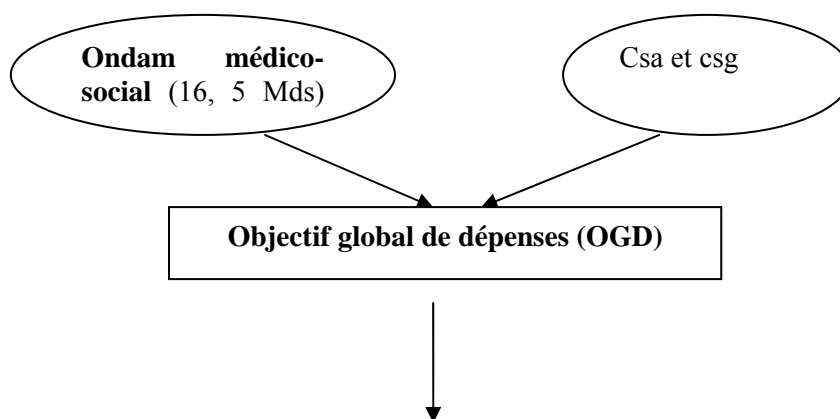 Ondam médico-
social (16, 5 Mds)
Csa et csg
Objectif global de dépenses (OGD)